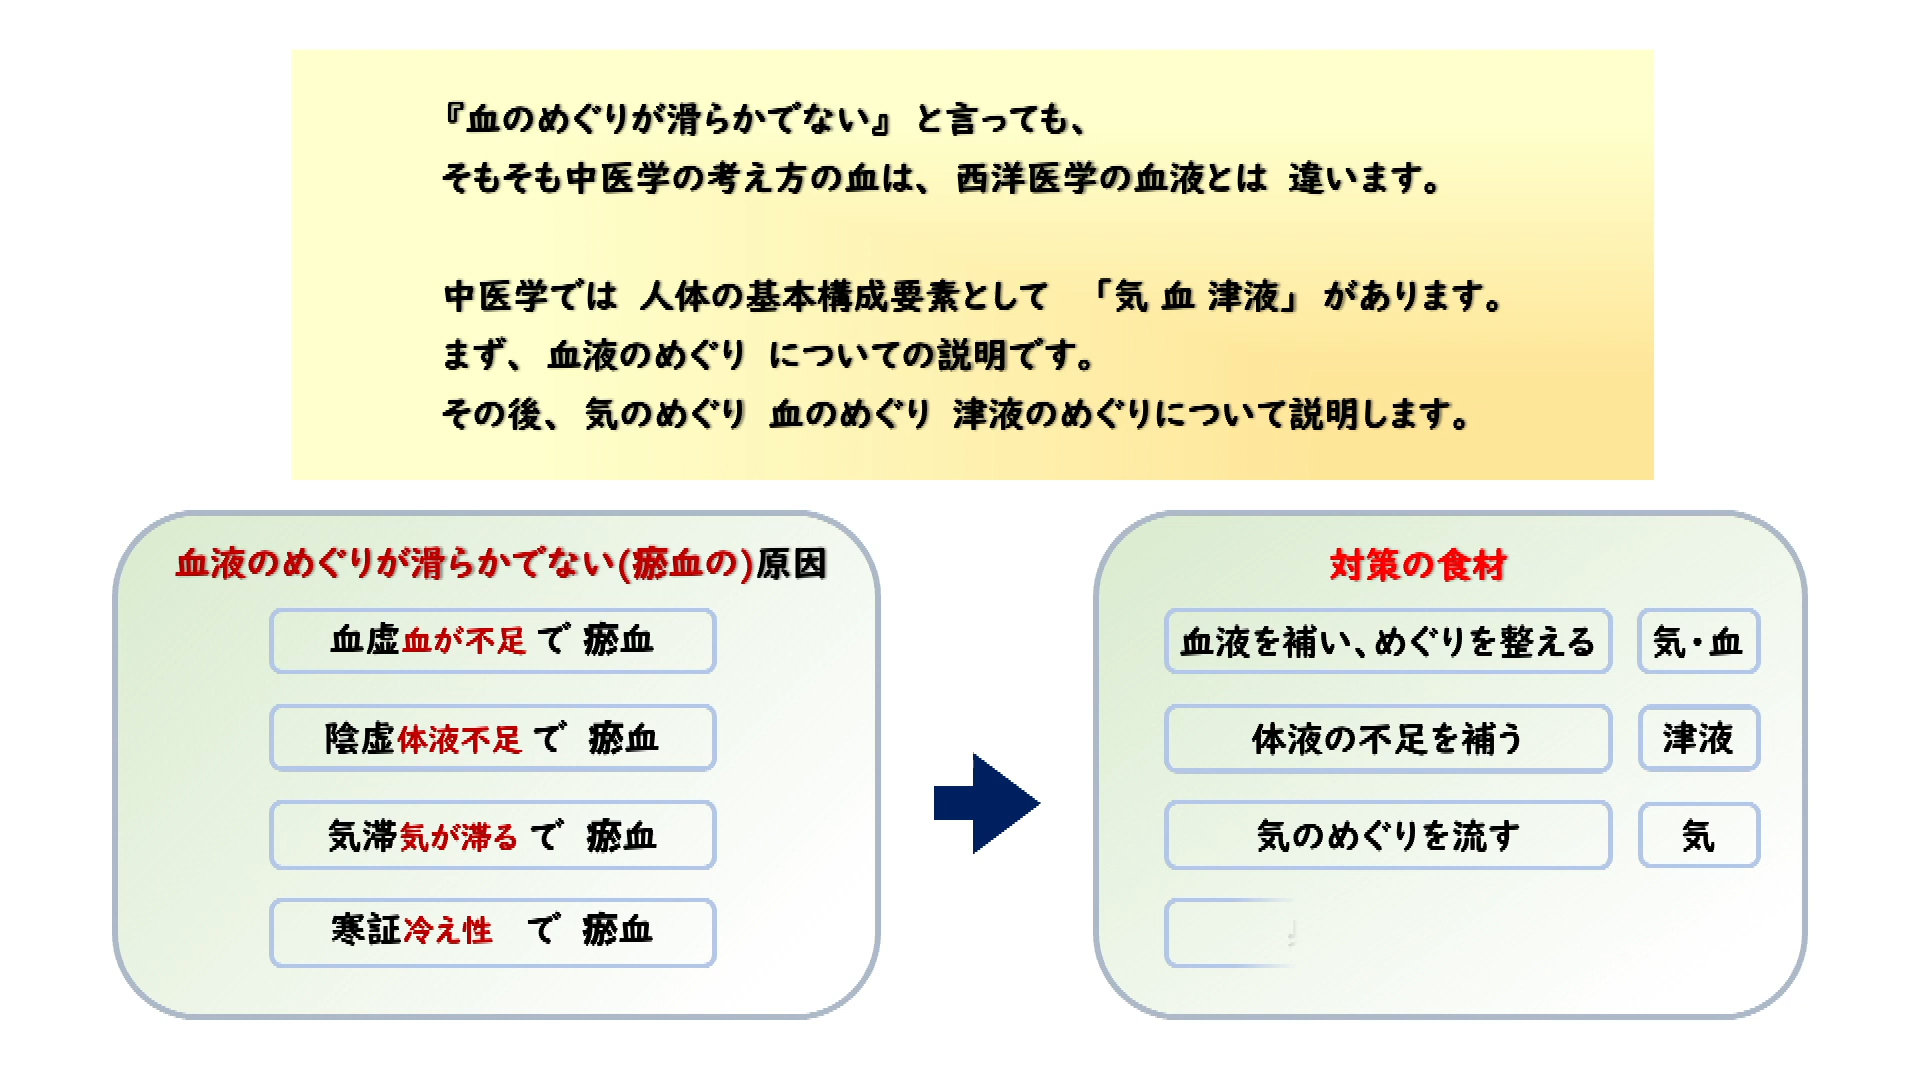 『血のめぐりが滑らかでない』 と言っても、
そもそも中医学の考え方の血は、 西洋医学の血液とは 違います。
中医学では 人体の基本構成要素として 「気 血 津液」 があります。
まず、 血液のめぐり についての説明です。
その後、 気のめぐり 血のめぐり 津液のめぐりについて説明します。
血液のめぐりが滑らかでない(瘀血の)原因
血虚血が不足 で 瘀血
陰虚体液不足 で 瘀血
気滞気が滞る で 瘀血
寒証冷え性 で 瘀血
対策の食材
血液を補い、めぐりを整える 気・血
体液の不足を補う 津液
気のめぐりを流す 気